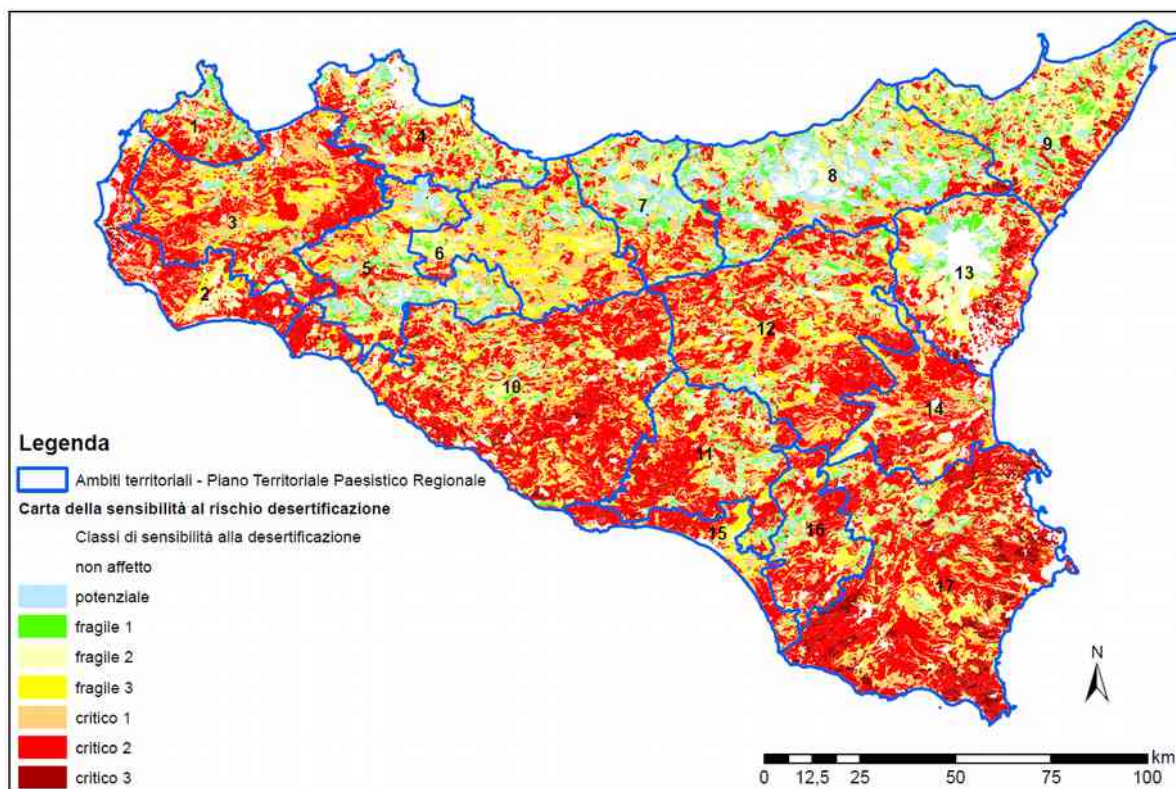 1
4
9
8
7
3
6
5
13
2
12
10
14
11
15
16
17
Legenda
Ambiti territoriali - Piano Territoriale Paesistico Regionale
Carta della sensibilità al rischio desertificazione
Classi di sensibilità alla desertificazione
non affetto
potenziale
fragile 1
fragile 2
fragile 3
critico 1
critico 2
critico 3
N
km
0 12,5 25 50 75 100